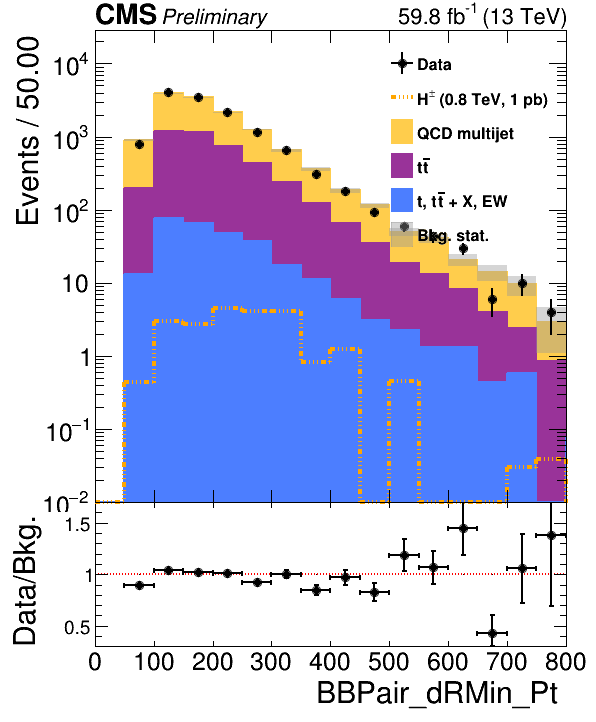 CMS Preliminary 59.8 fb⁻¹ (13 TeV)
Events / 50.00
10⁴
10³
10²
10
1
10⁻¹
10⁻²
Data
H± (0.8 TeV, 1 pb)
QCD multijet
tt̅
t, tt̅ + X, EW
Bkg. stat.
Data/Bkg.
1.5
1
0.5
0 100 200 300 400 500 600 700 800
BBPair_dRMin_Pt